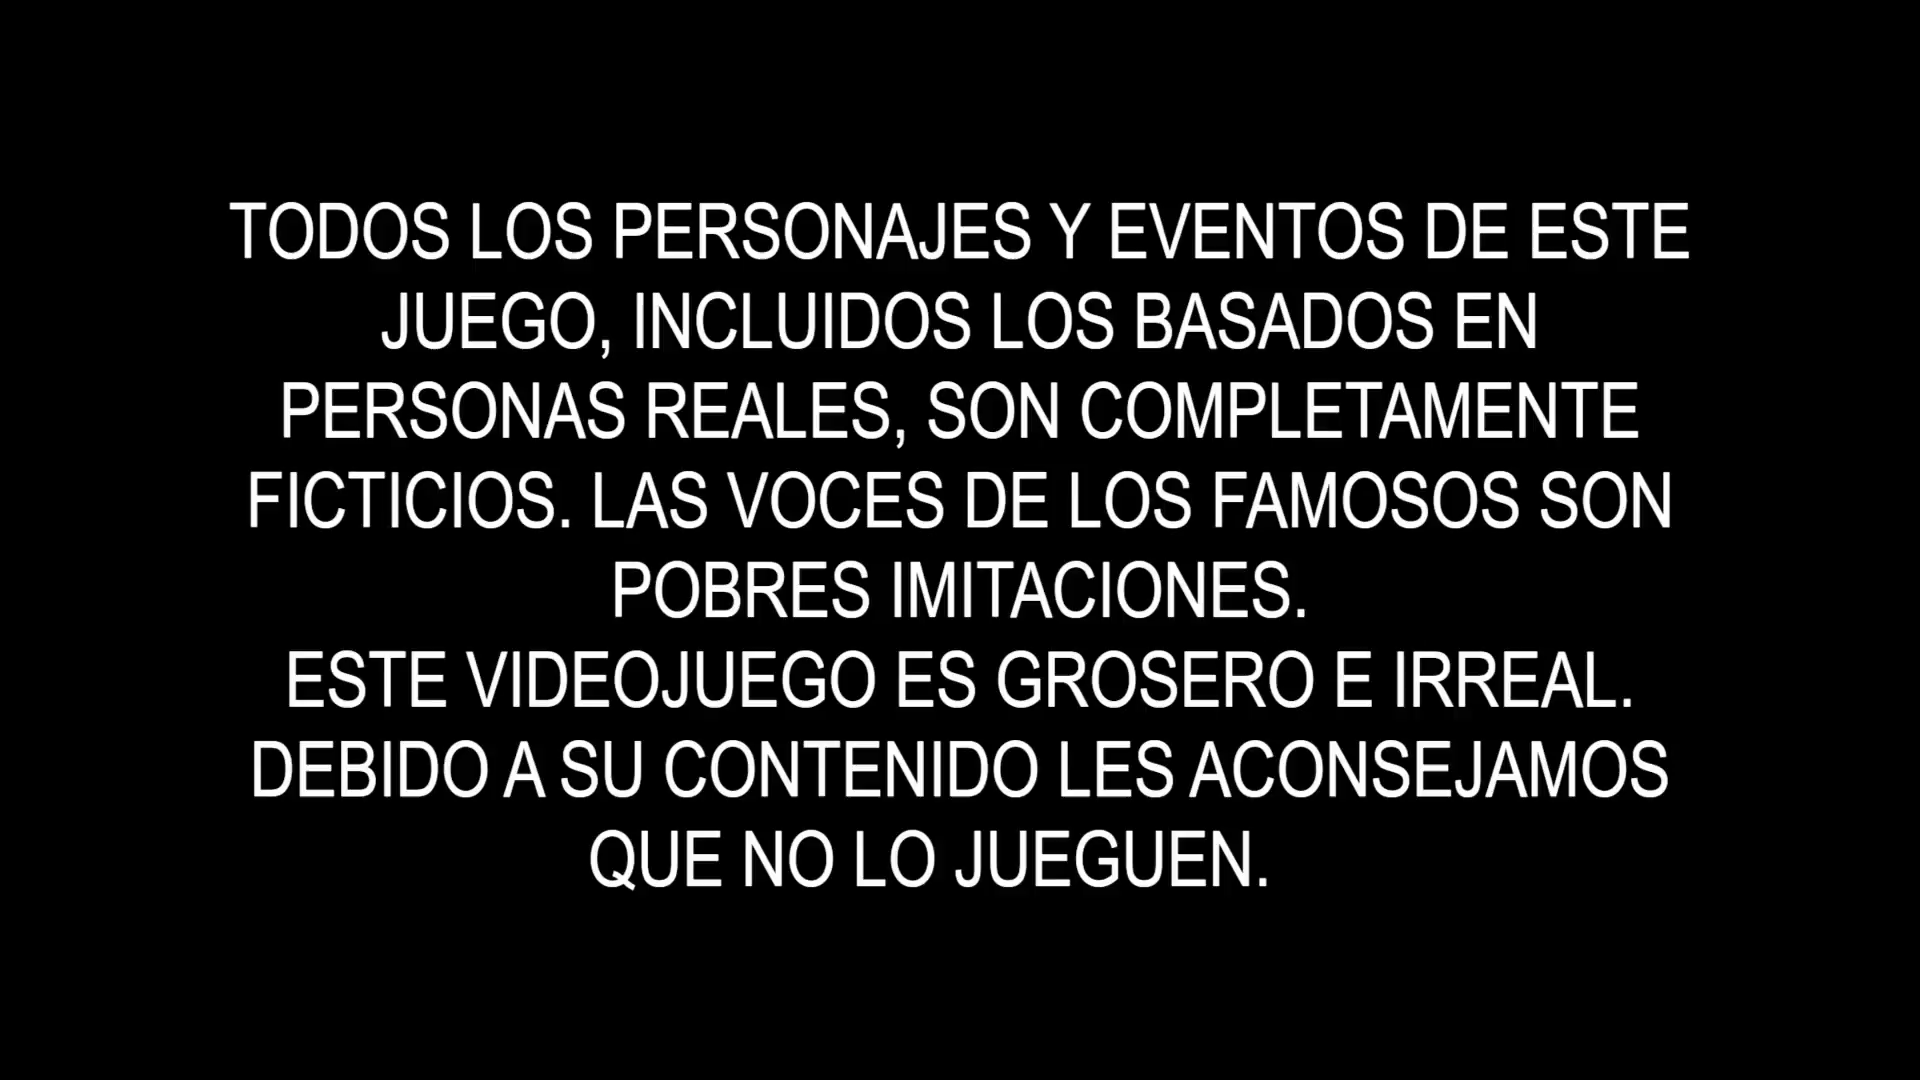 TODOS LOS PERSONAJES Y EVENTOS DE ESTE
JUEGO, INCLUIDOS LOS BASADOS EN
PERSONAS REALES, SON COMPLETAMENTE
FICTICIOS. LAS VOCES DE LOS FAMOSOS SON
POBRES IMITACIONES.
ESTE VIDEOJUEGO ES GROSERO E IRREAL.
DEBIDO A SU CONTENIDO LES ACONSEJAMOS
QUE NO LO JUEGUEN.